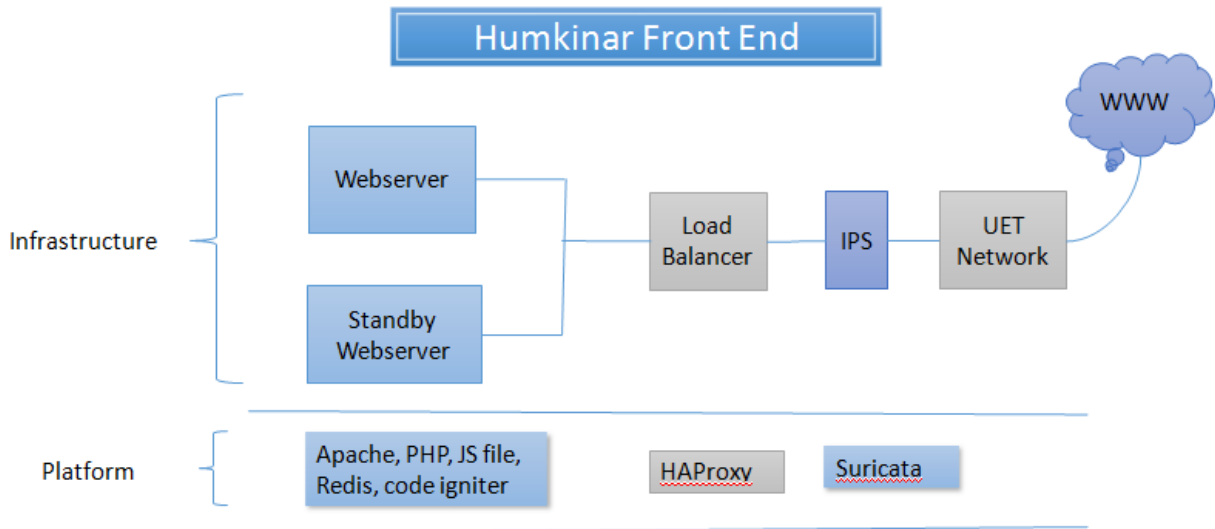 Humkinar Front End
WWW
Infrastructure
Webserver
Standby
Webserver
Load
Balancer
IPS
UET
Network
Platform
Apache, PHP, JS file,
Redis, code igniter
HAProxy
Suricata